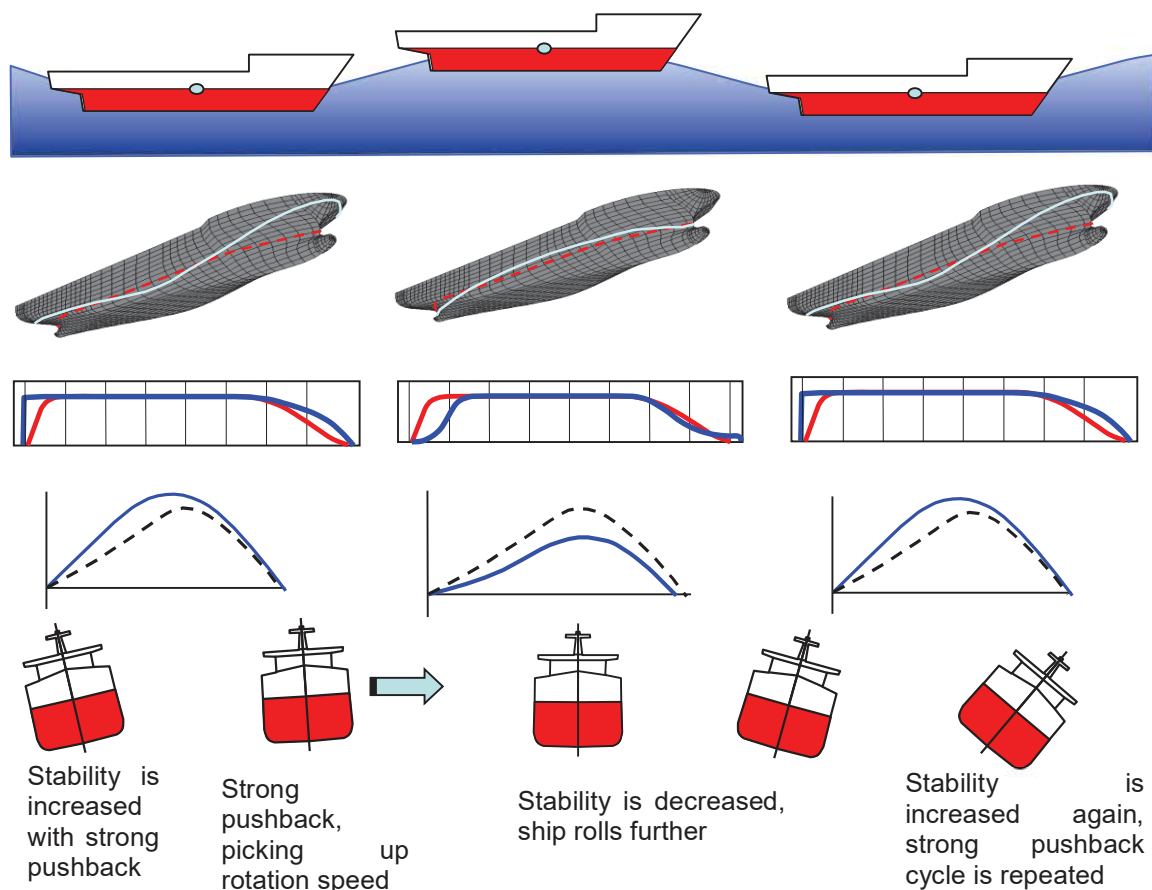 Stability is
increased
with strong
pushback
Strong
pushback,
picking up
rotation speed
Stability is decreased,
ship rolls further
Stability is
increased again,
strong pushback
cycle is repeated